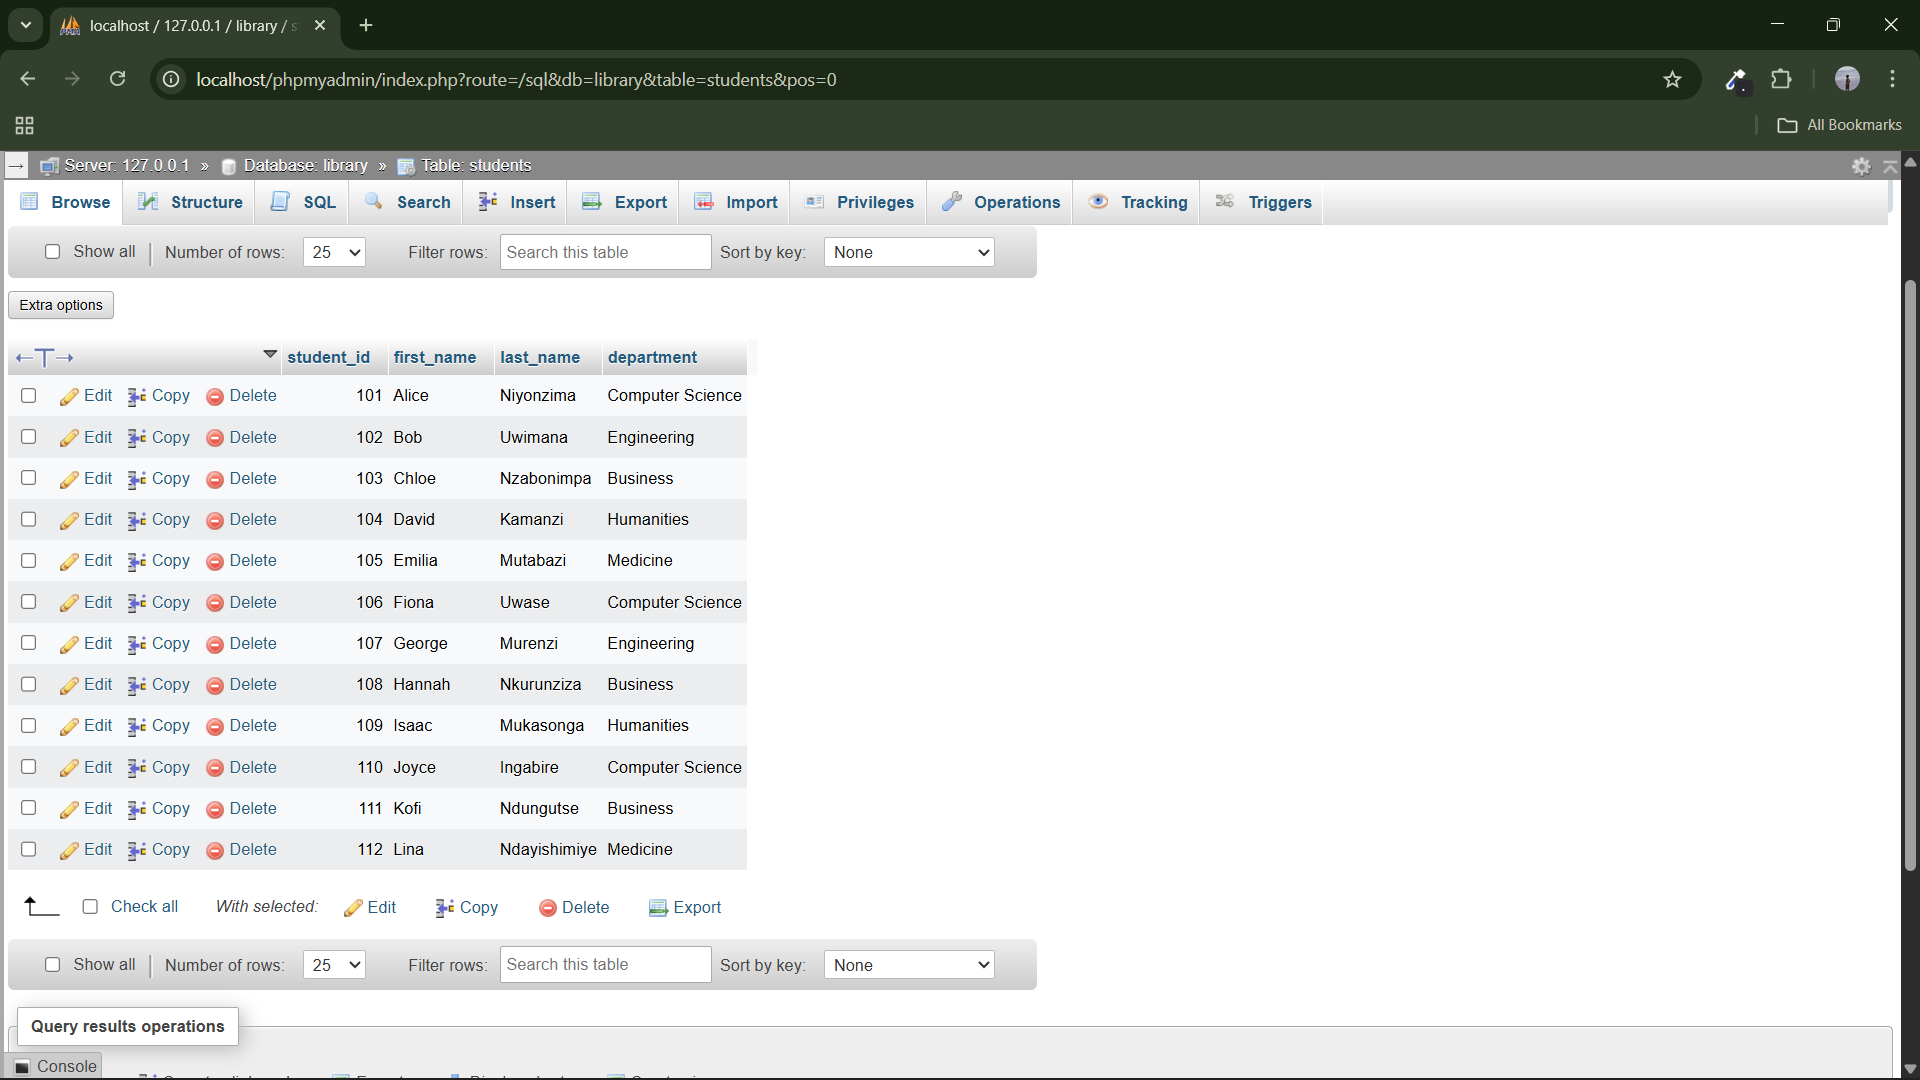 localhost / 127.0.0.1 / library / s
localhost/phpmyadmin/index.php?route=/sql&db=library&table=students&pos=0
All Bookmarks
Server: 127.0.0.1 » Database: library » Table: students
Browse Structure SQL Search Insert Export Import Privileges Operations Tracking Triggers
Show all Number of rows: 25 Filter rows: Search this table Sort by key: None
Extra options
student_id first_name last_name department
Edit Copy Delete 101 Alice Niyonzima Computer Science
Edit Copy Delete 102 Bob Uwimana Engineering
Edit Copy Delete 103 Chloe Nzabonimpa Business
Edit Copy Delete 104 David Kamanzi Humanities
Edit Copy Delete 105 Emilia Mutabazi Medicine
Edit Copy Delete 106 Fiona Uwase Computer Science
Edit Copy Delete 107 George Murenzi Engineering
Edit Copy Delete 108 Hannah Nkurunziza Business
Edit Copy Delete 109 Isaac Mukasonga Humanities
Edit Copy Delete 110 Joyce Ingabire Computer Science
Edit Copy Delete 111 Kofi Ndungutse Business
Edit Copy Delete 112 Lina Ndayishimiye Medicine
Check all With selected: Edit Copy Delete Export
Show all Number of rows: 25 Filter rows: Search this table Sort by key: None
Query results operations
Console